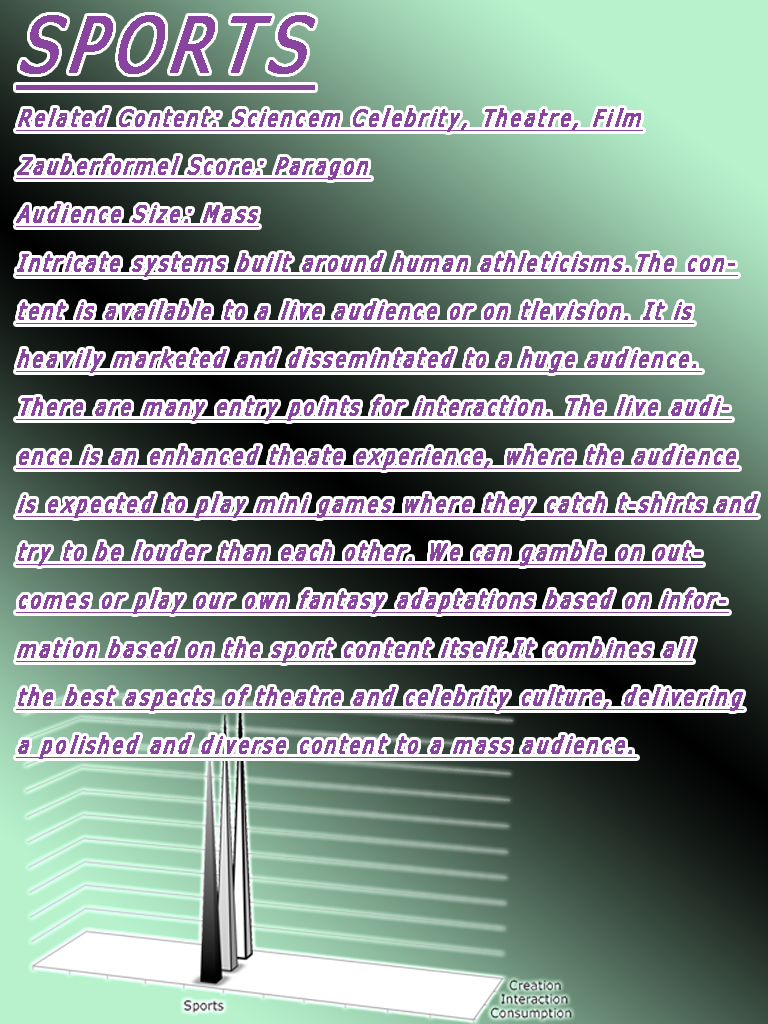 SPORTS
Related Content: Sciencem Celebrity, Theatre, Film
Zauberformel Score: Paragon
Audience Size: Mass
Intricate systems built around human athleticisms.The con-
tent is available to a live audience or on tlevision. It is
heavily marketed and dissemintated to a huge audience.
There are many entry points for interaction. The live audi-
ence is an enhanced theate experience, where the audience
is expected to play mini games where they catch t-shirts and
try to be louder than each other. We can gamble on out-
comes or play our own fantasy adaptations based on infor-
mation based on the sport content itself.It combines all
the best aspects of theatre and celebrity culture, delivering
a polished and diverse content to a mass audience.
Creation
Interaction
Consumption
Sports